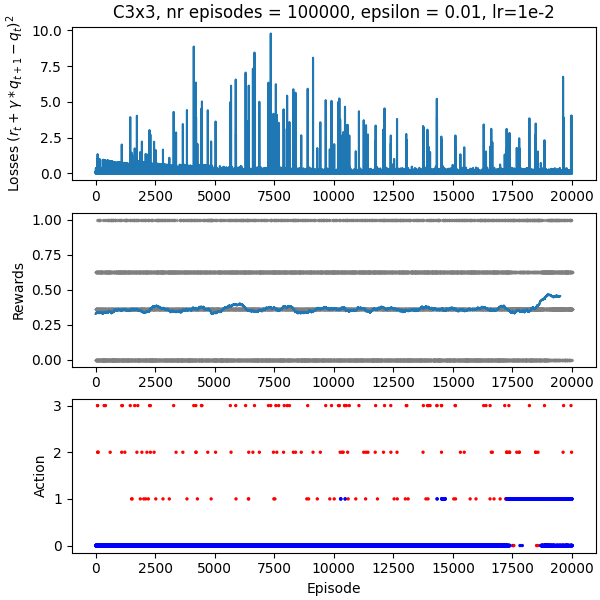 C3x3, nr episodes = 100000, epsilon = 0.01, lr=1e-2
Losses $(r_t + \gamma * q_{t+1} - q_t)^2$
10.0
7.5
5.0
2.5
0.0
0 2500 5000 7500 10000 12500 15000 17500 20000
Rewards
1.00
0.75
0.50
0.25
0.00
0 2500 5000 7500 10000 12500 15000 17500 20000
Action
3
2
1
0
0 2500 5000 7500 10000 12500 15000 17500 20000
Episode